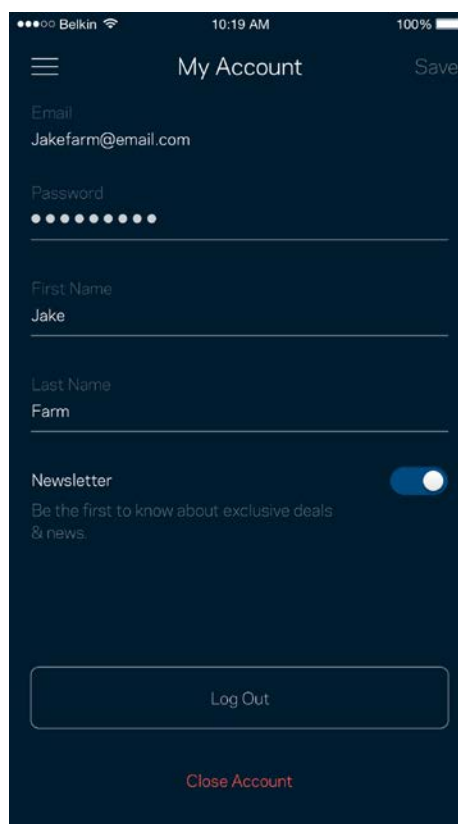 Belkin 10:19 AM 100%
My Account Save
Email
Jakefarm@email.com
Password
●●●●●●●●●
First Name
Jake
Last Name
Farm
Newsletter
Be the first to know about exclusive deals
& news.
Log Out
Close Account